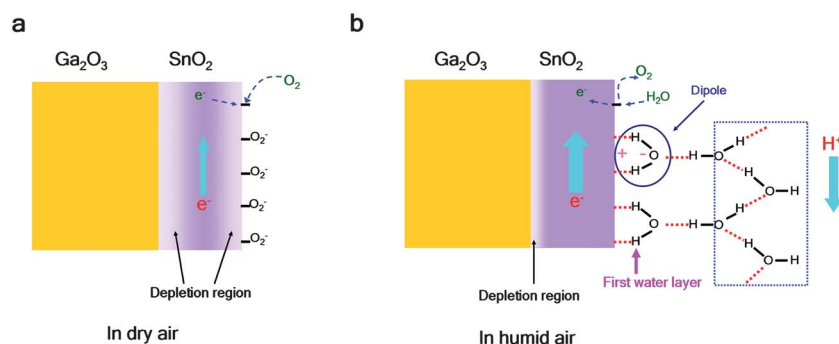 a
Ga₂O₃ SnO₂
e⁻ O₂
O₂⁻
O₂⁻
e⁻
O₂⁻
O₂⁻
Depletion region
In dry air
b
Ga₂O₃ SnO₂
O₂
e⁻ H₂O
Dipole
H H
+ - O H O H⁺
H H
O H
H H
O H O
H H
O H
e⁻
First water layer
Depletion region
In humid air